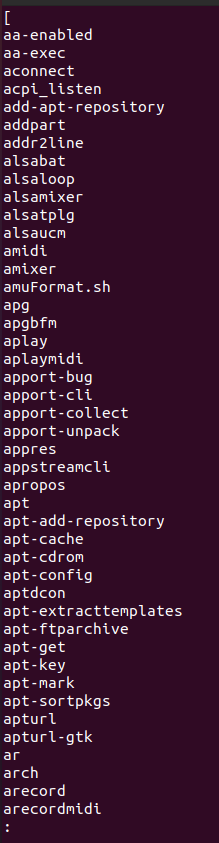 [
aa-enabled
aa-exec
aconnect
acpi_listen
add-apt-repository
addpart
addr2line
alsabat
alsaloop
alsamixer
alsatplg
alsaucm
amidi
amixer
amuFormat.sh
apg
apgbfm
aplay
aplaymidi
apport-bug
apport-cli
apport-collect
apport-unpack
appres
appstreamcli
apropos
apt
apt-add-repository
apt-cache
apt-cdrom
apt-config
aptdcon
apt-extracttemplates
apt-ftparchive
apt-get
apt-key
apt-mark
apt-sortpkgs
apturl
apturl-gtk
ar
arch
arecord
arecordmidi
: